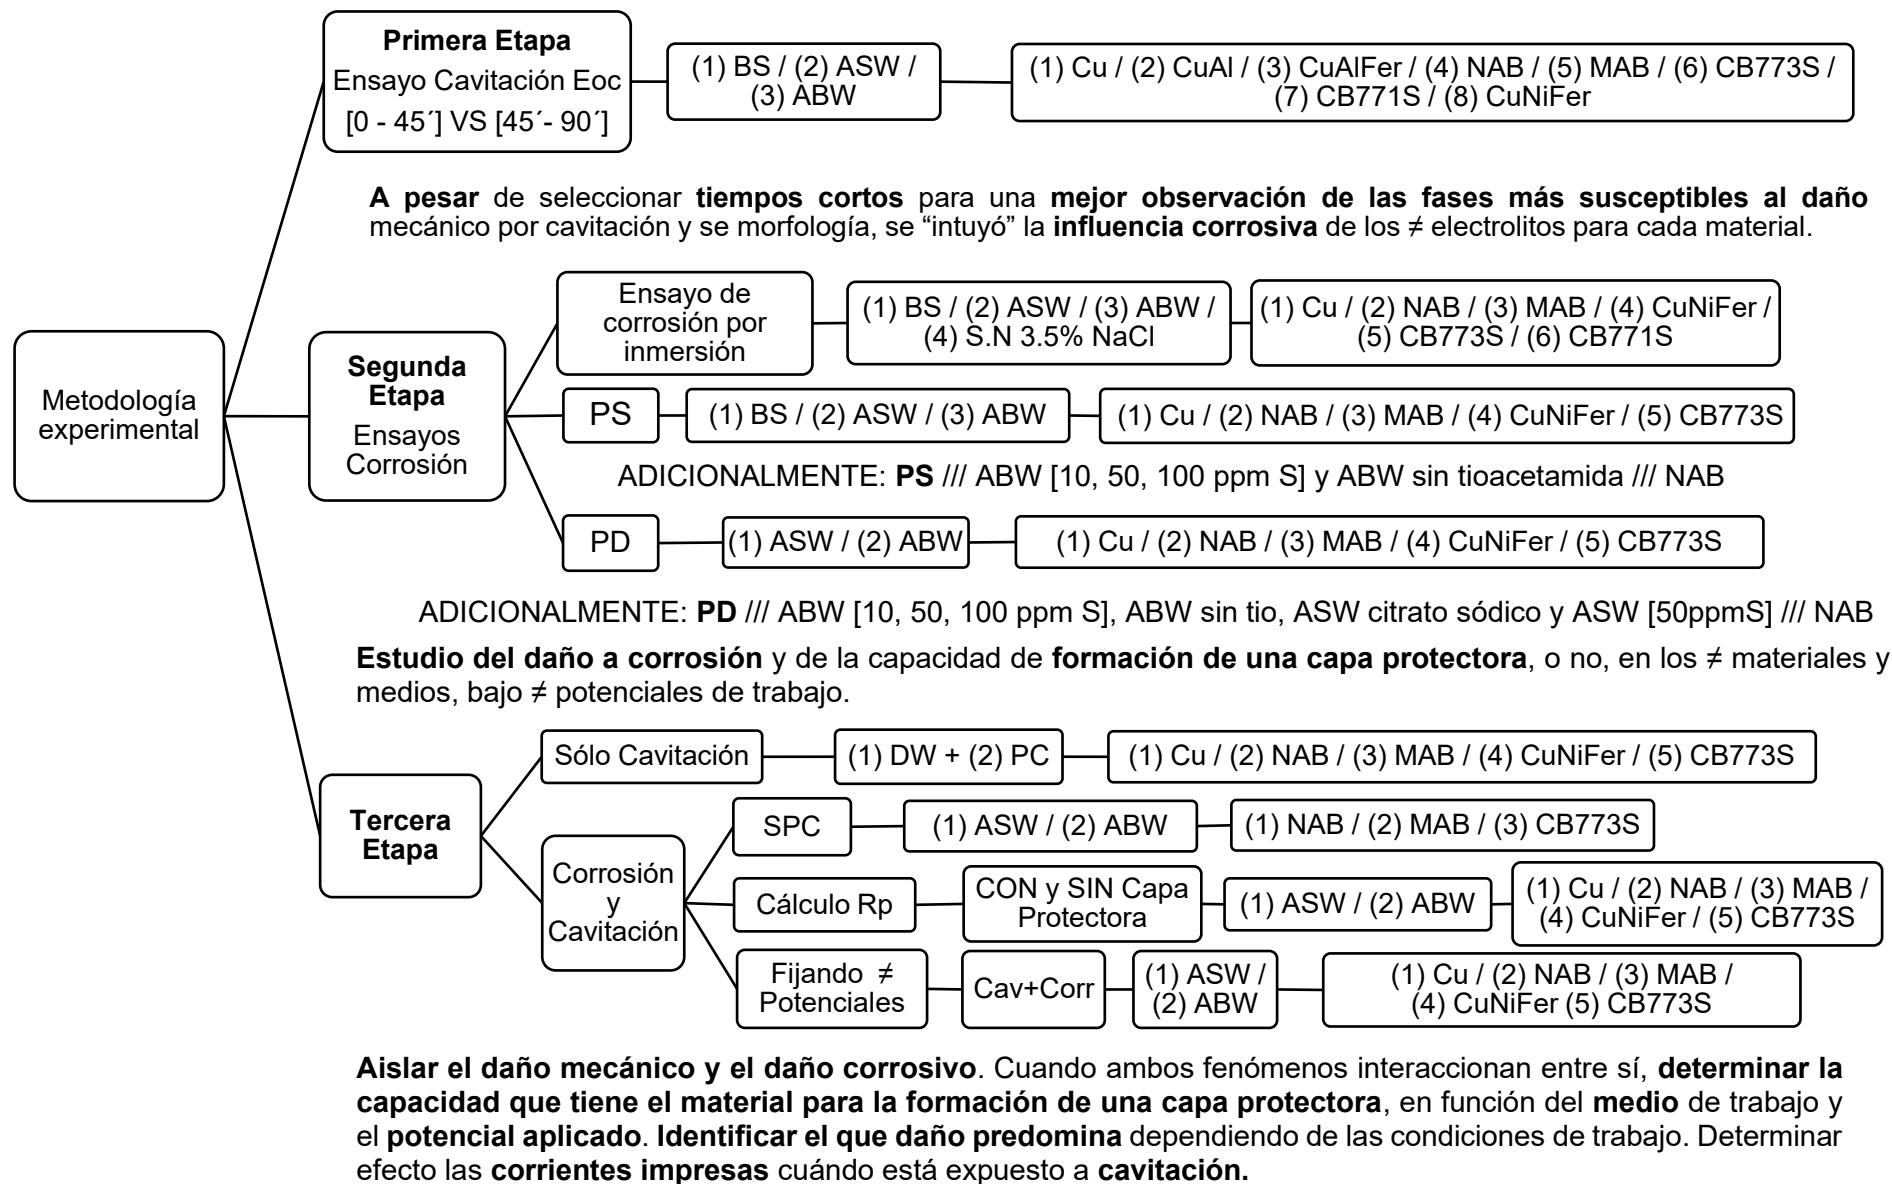 Primera Etapa
Ensayo Cavitación Eoc
[0 - 45´] VS [45´- 90´]
(1) BS / (2) ASW /
(3) ABW
(1) Cu / (2) CuAl / (3) CuAlFer / (4) NAB / (5) MAB / (6) CB773S /
(7) CB771S / (8) CuNiFer
A pesar de seleccionar tiempos cortos para una mejor observación de las fases más susceptibles al daño
mecánico por cavitación y se morfología, se “intuyó” la influencia corrosiva de los ≠ electrolitos para cada material.
Metodología
experimental
Segunda
Etapa
Ensayos
Corrosión
Ensayo de
corrosión por
inmersión
(1) BS / (2) ASW / (3) ABW /
(4) S.N 3.5% NaCl
(1) Cu / (2) NAB / (3) MAB / (4) CuNiFer /
(5) CB773S / (6) CB771S
PS
(1) BS / (2) ASW / (3) ABW
(1) Cu / (2) NAB / (3) MAB / (4) CuNiFer / (5) CB773S
ADICIONALMENTE: PS /// ABW [10, 50, 100 ppm S] y ABW sin tioacetamida /// NAB
PD
(1) ASW / (2) ABW
(1) Cu / (2) NAB / (3) MAB / (4) CuNiFer / (5) CB773S
ADICIONALMENTE: PD /// ABW [10, 50, 100 ppm S], ABW sin tio, ASW citrato sódico y ASW [50ppmS] /// NAB
Estudio del daño a corrosión y de la capacidad de formación de una capa protectora, o no, en los ≠ materiales y
medios, bajo ≠ potenciales de trabajo.
Tercera
Etapa
Sólo Cavitación
(1) DW + (2) PC
(1) Cu / (2) NAB / (3) MAB / (4) CuNiFer / (5) CB773S
Corrosión
y
Cavitación
SPC
(1) ASW / (2) ABW
(1) NAB / (2) MAB / (3) CB773S
Cálculo Rp
CON y SIN Capa
Protectora
(1) ASW / (2) ABW
(1) Cu / (2) NAB / (3) MAB /
(4) CuNiFer / (5) CB773S
Fijando ≠
Potenciales
Cav+Corr
(1) ASW /
(2) ABW
(1) Cu / (2) NAB / (3) MAB /
(4) CuNiFer (5) CB773S
Aislar el daño mecánico y el daño corrosivo. Cuando ambos fenómenos interaccionan entre sí, determinar la
capacidad que tiene el material para la formación de una capa protectora, en función del medio de trabajo y
el potencial aplicado. Identificar el que daño predomina dependiendo de las condiciones de trabajo. Determinar
efecto las corrientes impresas cuándo está expuesto a cavitación.